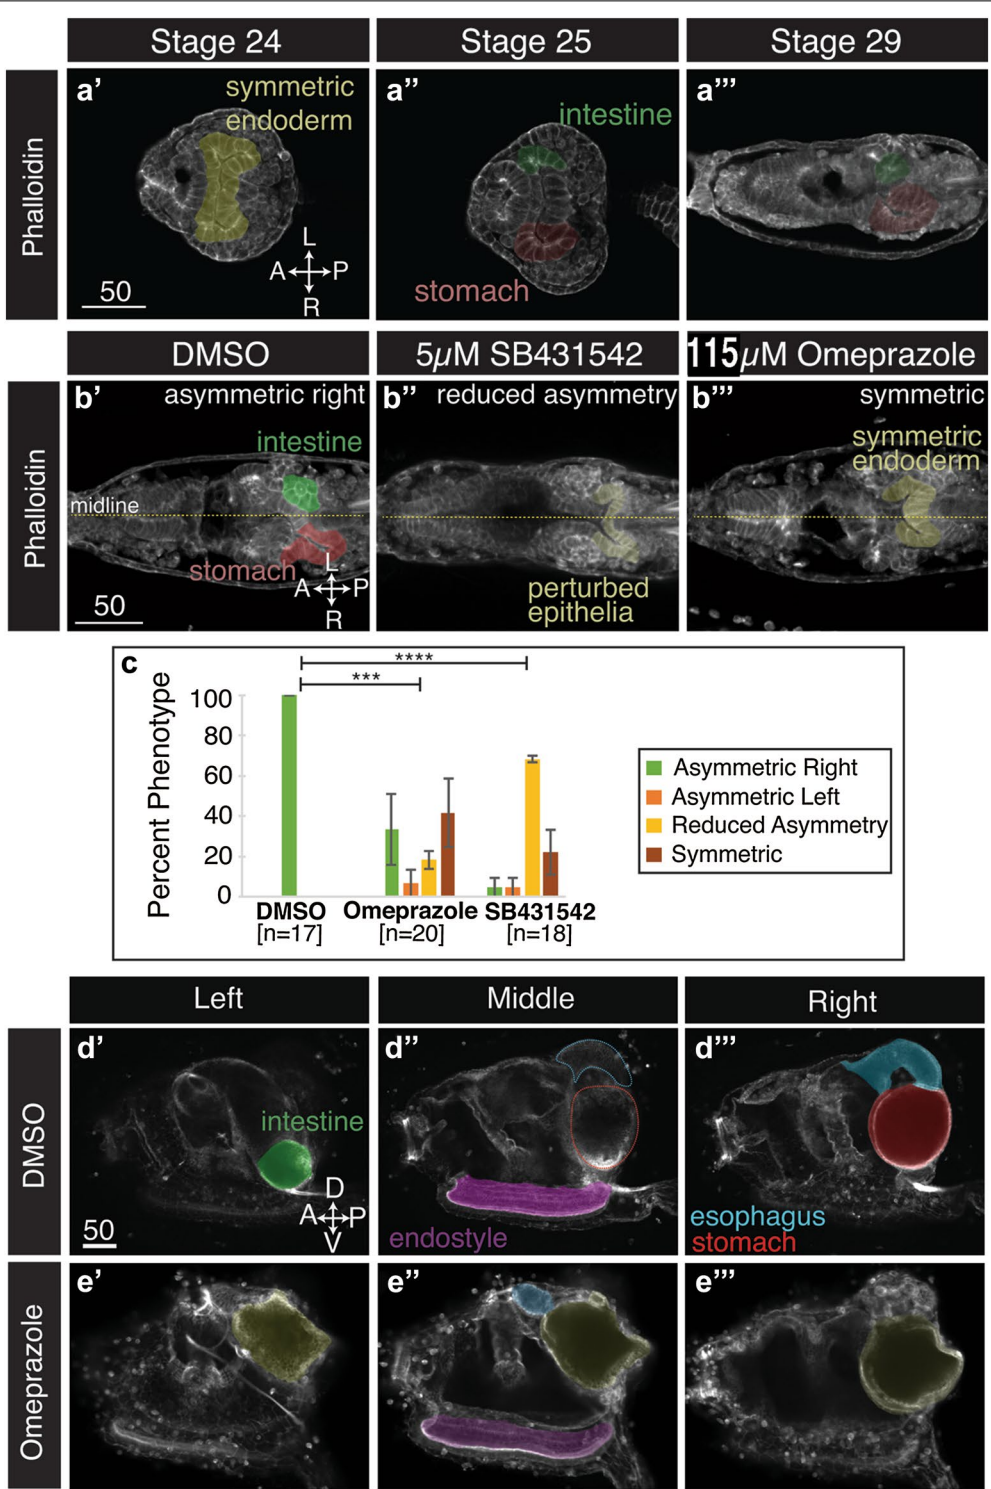 Stage 24
Stage 25
Stage 29
Phalloidin
a’
symmetric
endoderm
L
A P
R
50
a’’
intestine
stomach
a’’’
DMSO
5µM SB431542
115µM Omeprazole
Phalloidin
b’
asymmetric right
intestine
midline
stomach
L
A P
R
50
b’’
reduced asymmetry
perturbed
epithelia
b’’’
symmetric
symmetric
endoderm
c
****
***
Percent Phenotype
100
80
60
40
20
0
DMSO
[n=17]
Omeprazole
[n=20]
SB431542
[n=18]
Asymmetric Right
Asymmetric Left
Reduced Asymmetry
Symmetric
Left
Middle
Right
DMSO
d’
intestine
D
A P
V
50
d’’
endostyle
d’’’
esophagus
stomach
Omeprazole
e’
e’’
e’’’